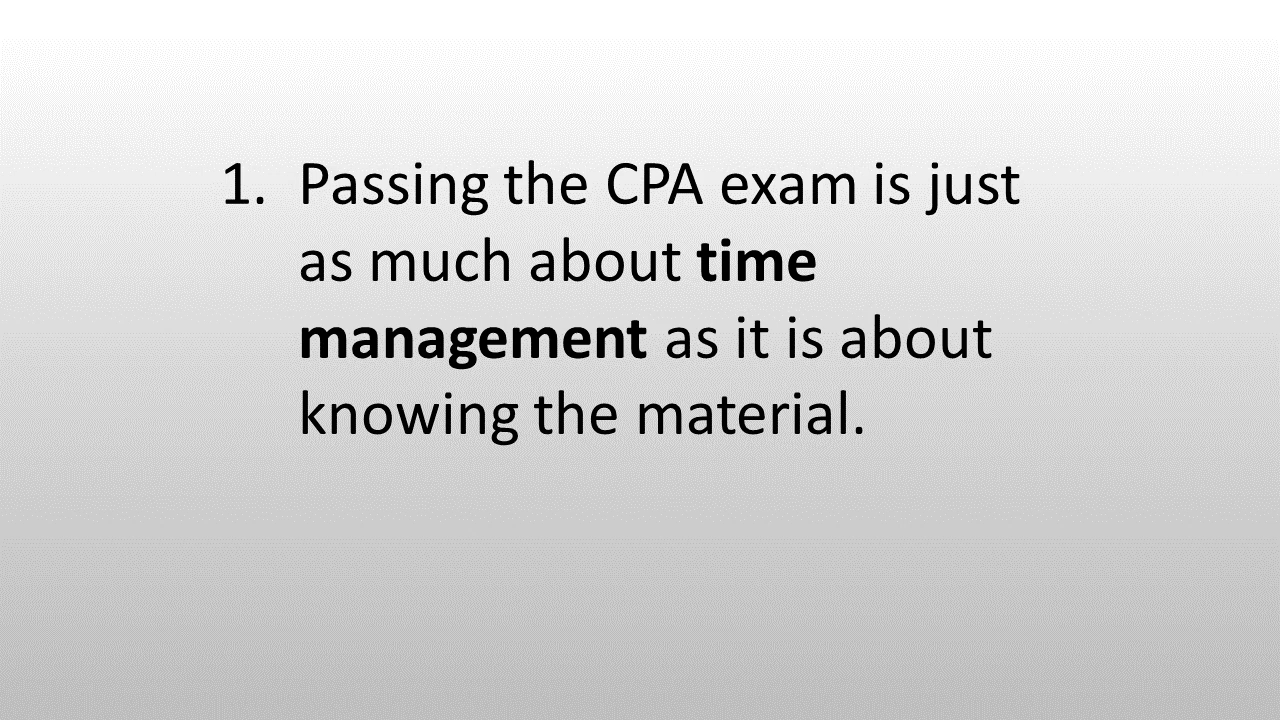 1. Passing the CPA exam is just
as much about time
management as it is about
knowing the material.